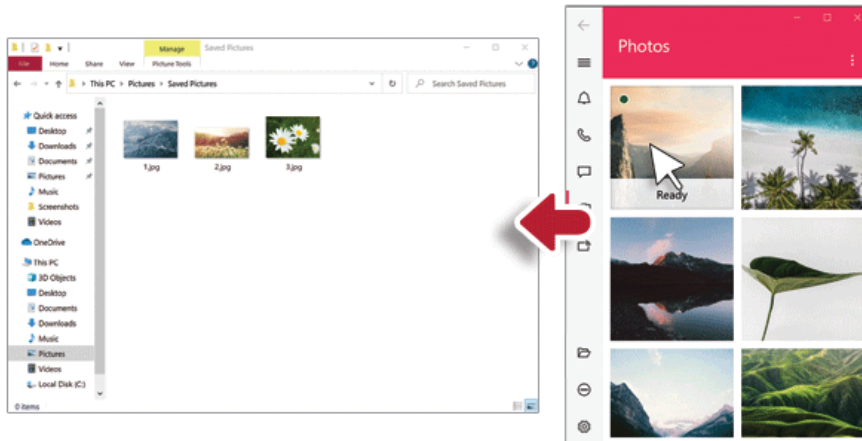 Manage
Saved Pictures
File
Home
Share
View
Picture Tools
This PC > Pictures > Saved Pictures
Search Saved Pictures
Quick access
Desktop
Downloads
Documents
Pictures
Music
Screenshots
Videos
OneDrive
This PC
3D Objects
Desktop
Documents
Downloads
Music
Pictures
Videos
Local Disk (C:)
0 items
1.jpg
2.jpg
3.jpg
Photos
Ready